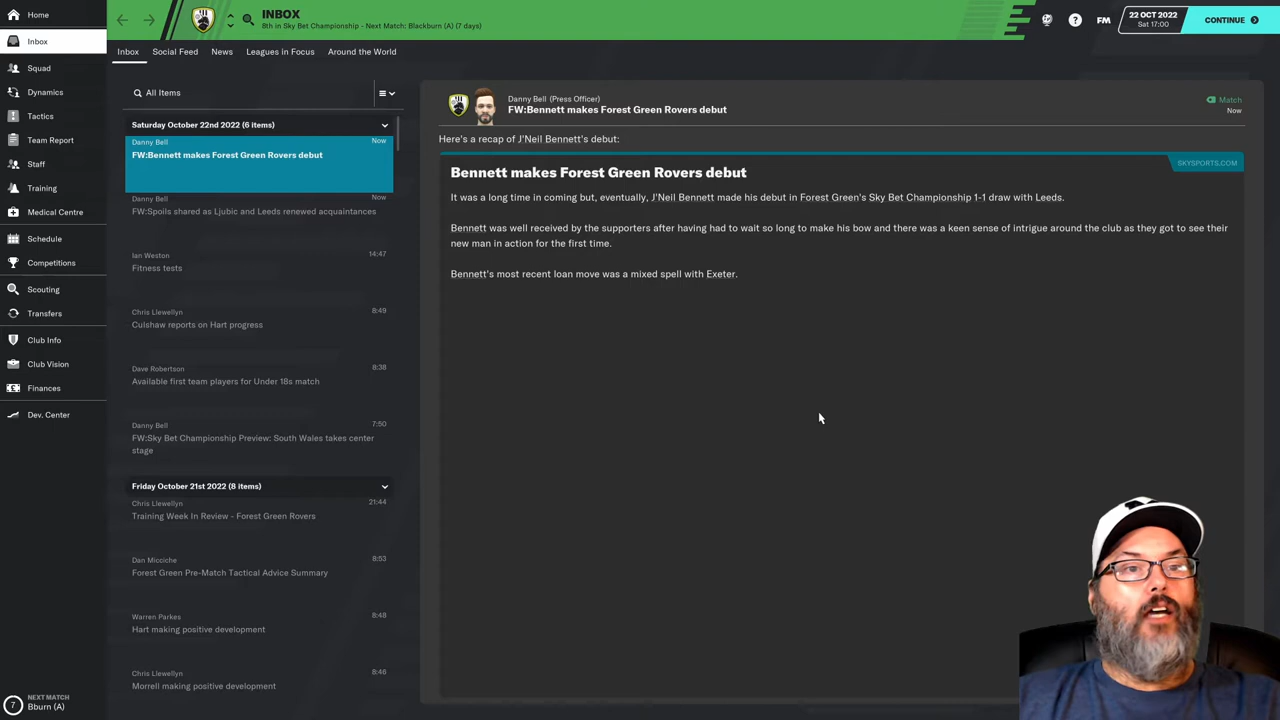 Home
Inbox
Squad
Dynamics
Tactics
Team Report
Staff
Training
Medical Centre
Schedule
Competitions
Scouting
Transfers
Club Info
Club Vision
Finances
Dev. Center
7
NEXT MATCH
Bburn (A)
INBOX
8th in Sky Bet Championship - Next Match: Blackburn (A) (7 days)
?
FM
22 OCT 2022
Sat 17:00
CONTINUE
Inbox
Social Feed
News
Leagues in Focus
Around the World
All Items
Saturday October 22nd 2022 (6 items)
Danny Bell
Now
FW:Bennett makes Forest Green Rovers debut
Danny Bell
Now
FW:Spoils shared as Ljubic and Leeds renewed acquaintances
Ian Weston
14:47
Fitness tests
Chris Llewellyn
8:49
Culshaw reports on Hart progress
Dave Robertson
8:38
Available first team players for Under 18s match
Danny Bell
7:50
FW:Sky Bet Championship Preview: South Wales takes center
stage
Friday October 21st 2022 (8 items)
Chris Llewellyn
21:44
Training Week In Review - Forest Green Rovers
Dan Micciche
8:53
Forest Green Pre-Match Tactical Advice Summary
Warren Parkes
8:48
Hart making positive development
Chris Llewellyn
8:46
Morrell making positive development
Danny Bell (Press Officer)
FW:Bennett makes Forest Green Rovers debut
Match
Now
Here's a recap of J'Neil Bennett's debut:
SKYSPORTS.COM
Bennett makes Forest Green Rovers debut
It was a long time in coming but, eventually, J'Neil Bennett made his debut in Forest Green's Sky Bet Championship 1-1 draw with Leeds.
Bennett was well received by the supporters after having had to wait so long to make his bow and there was a keen sense of intrigue around the club as they got to see their
new man in action for the first time.
Bennett's most recent loan move was a mixed spell with Exeter.